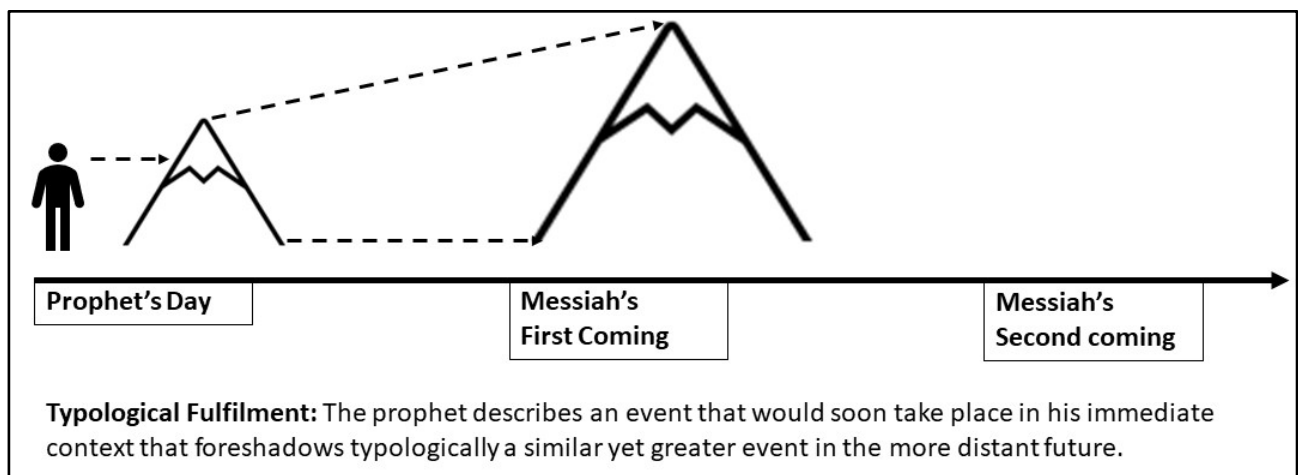 Prophet's Day
Messiah's
First Coming
Messiah's
Second coming
Typological Fulfilment: The prophet describes an event that would soon take place in his immediate
context that foreshadows typologically a similar yet greater event in the more distant future.